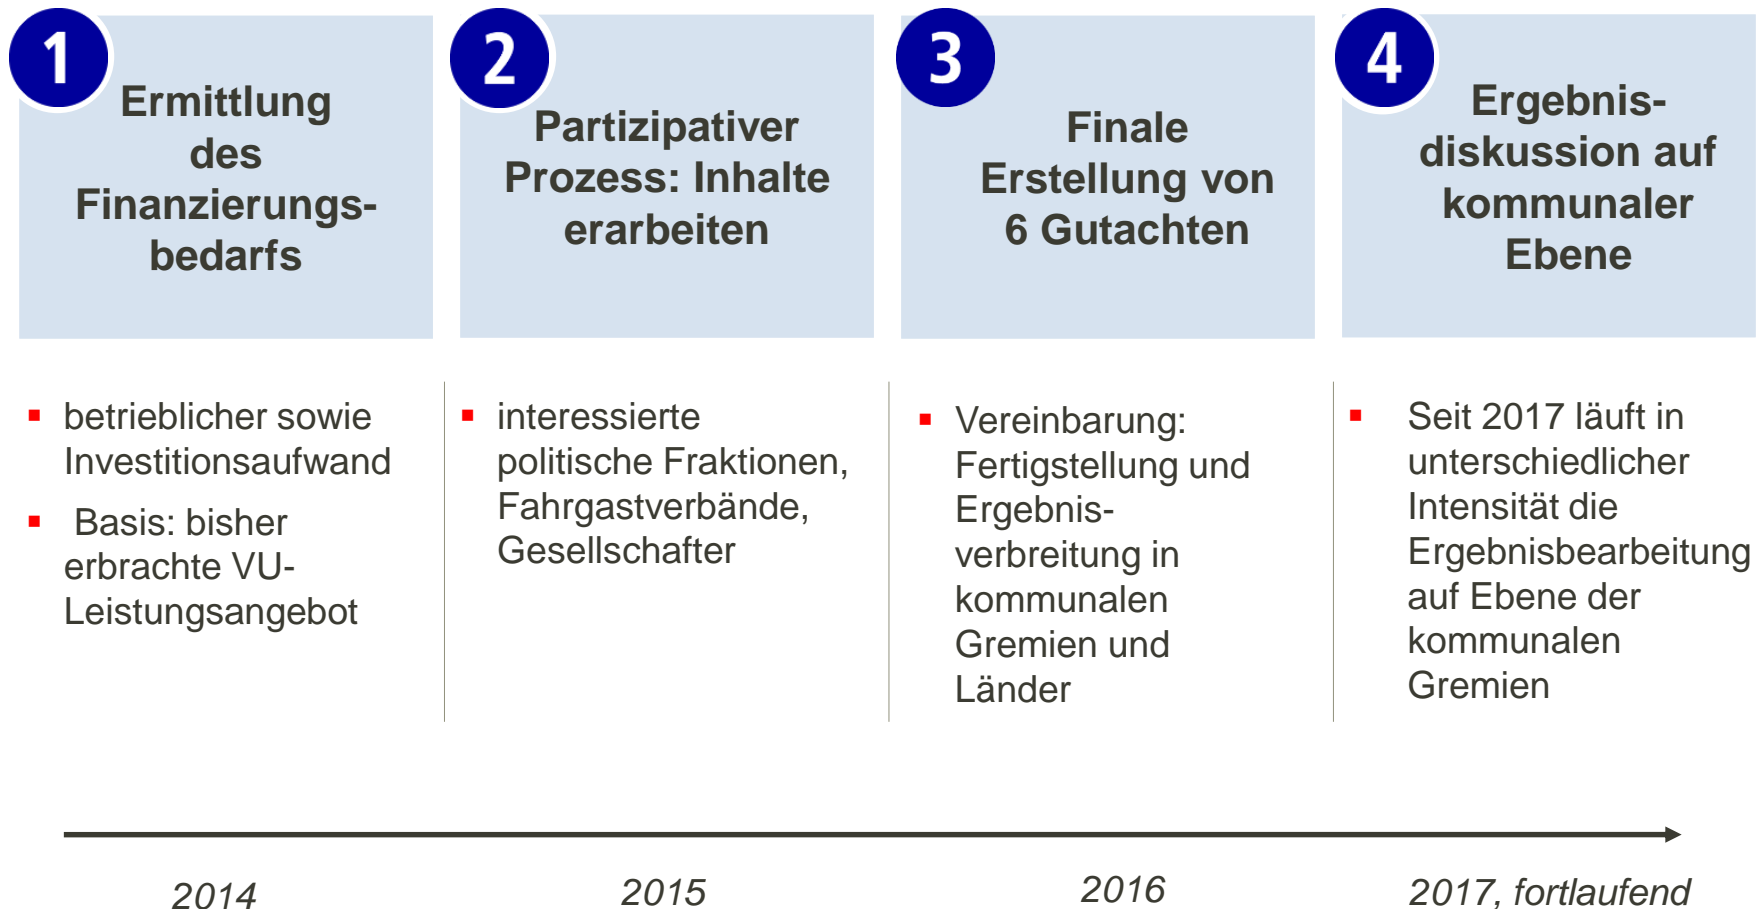 1
Ermittlung
des
Finanzierungs-
bedarfs
2
Partizipativer
Prozess: Inhalte
erarbeiten
3
Finale
Erstellung von
6 Gutachten
4
Ergebnis-
diskussion auf
kommunaler
Ebene
betrieblicher sowie
Investitionsaufwand
Basis: bisher
erbrachte VU-
Leistungsangebot
interessierte
politische Fraktionen,
Fahrgastverbände,
Gesellschafter
Vereinbarung:
Fertigstellung und
Ergebnis-
verbreitung in
kommunalen
Gremien und
Länder
Seit 2017 läuft in
unterschiedlicher
Intensität die
Ergebnisbearbeitung
auf Ebene der
kommunalen
Gremien
2014
2015
2016
2017, fortlaufend